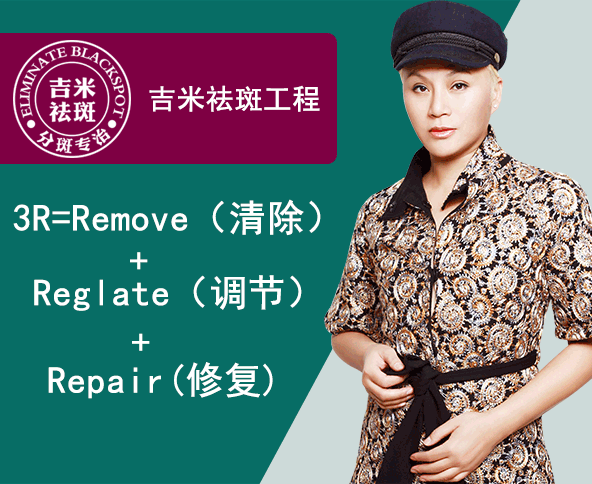 ELIMINATE BLACKSPOT
吉米
祛斑
·分斑专治·
吉米祛斑工程
3R=Remove（清除）
+
Reglate（调节）
+
Repair(修复)